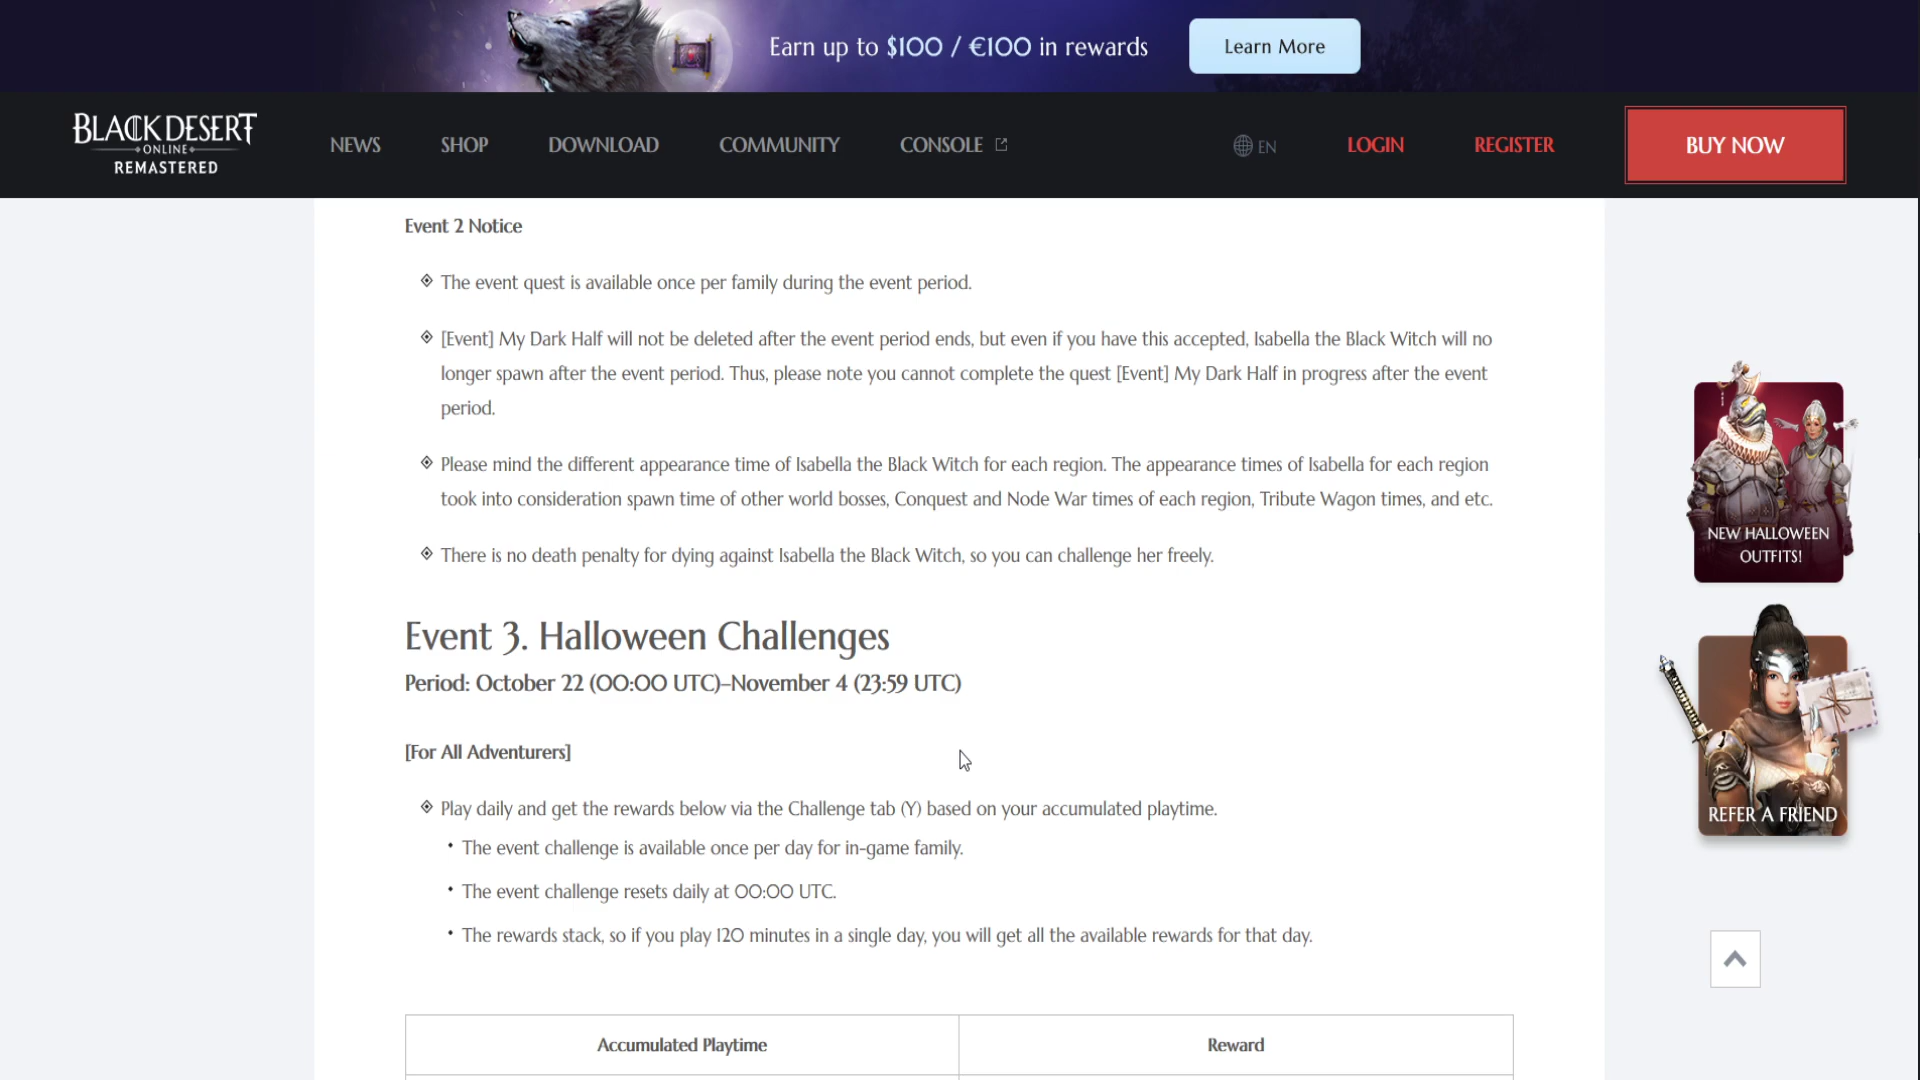 Earn up to $100 / €100 in rewards
Learn More
BLACK DESERT
ONLINE
REMASTERED
NEWS
SHOP
DOWNLOAD
COMMUNITY
CONSOLE
EN
LOGIN
REGISTER
BUY NOW
Event 2 Notice
The event quest is available once per family during the event period.
[Event] My Dark Half will not be deleted after the event period ends, but even if you have this accepted, Isabella the Black Witch will no
longer spawn after the event period. Thus, please note you cannot complete the quest [Event] My Dark Half in progress after the event
period.
Please mind the different appearance time of Isabella the Black Witch for each region. The appearance times of Isabella for each region
took into consideration spawn time of other world bosses, Conquest and Node War times of each region, Tribute Wagon times, and etc.
There is no death penalty for dying against Isabella the Black Witch, so you can challenge her freely.
NEW HALLOWEEN
OUTFITS!
Event 3. Halloween Challenges
Period: October 22 (00:00 UTC)–November 4 (23:59 UTC)
[For All Adventurers]
Play daily and get the rewards below via the Challenge tab (Y) based on your accumulated playtime.
REFER A FRIEND
• The event challenge is available once per day for in-game family.
• The event challenge resets daily at 00:00 UTC.
• The rewards stack, so if you play 120 minutes in a single day, you will get all the available rewards for that day.
Accumulated Playtime
Reward